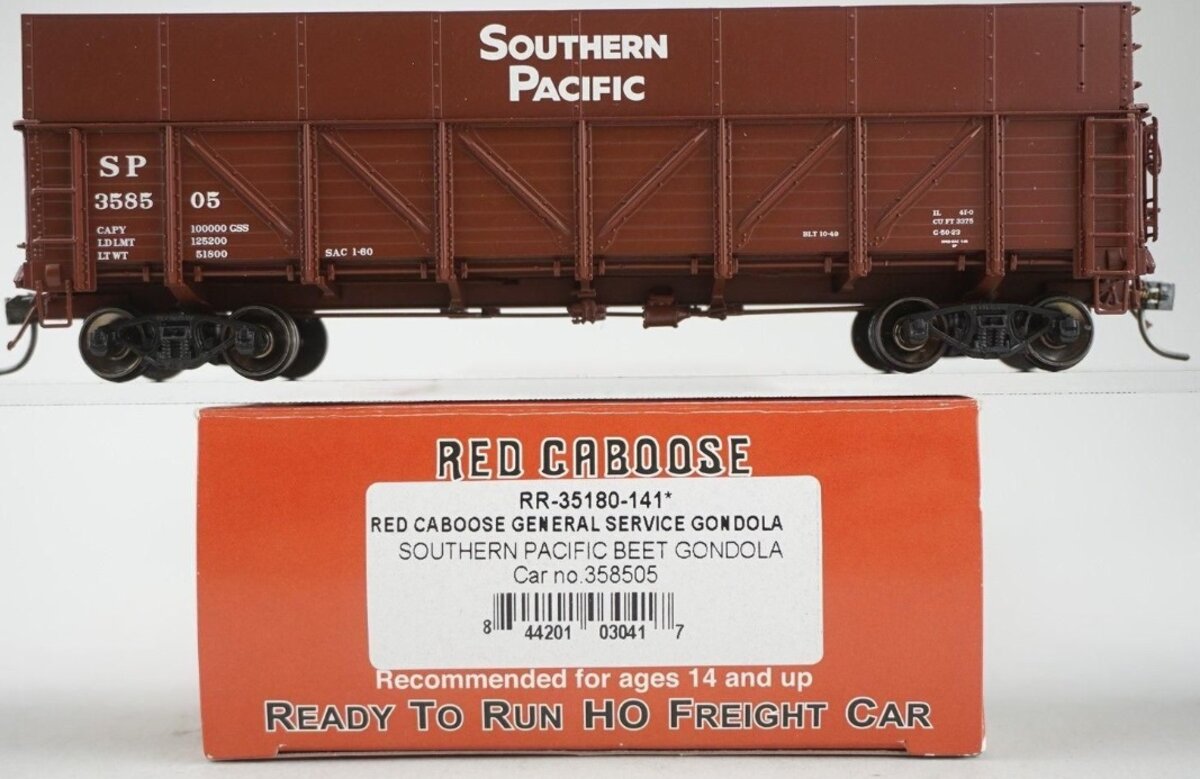 SOUTHERN
PACIFIC
SP
3585 05
CAPY 100000 GSS
LD LMT 125200
LT WT 51800
SAC 1-60
BLT 10-49
IL 41-0
CU FT 3375
G-50-23
RED CABOOSE
RR-35180-141*
RED CABOOSE GENERAL SERVICE GONDOLA
SOUTHERN PACIFIC BEET GONDOLA
Car no.358505
8 44201 03041 7
Recommended for ages 14 and up
READY TO RUN HO FREIGHT CAR